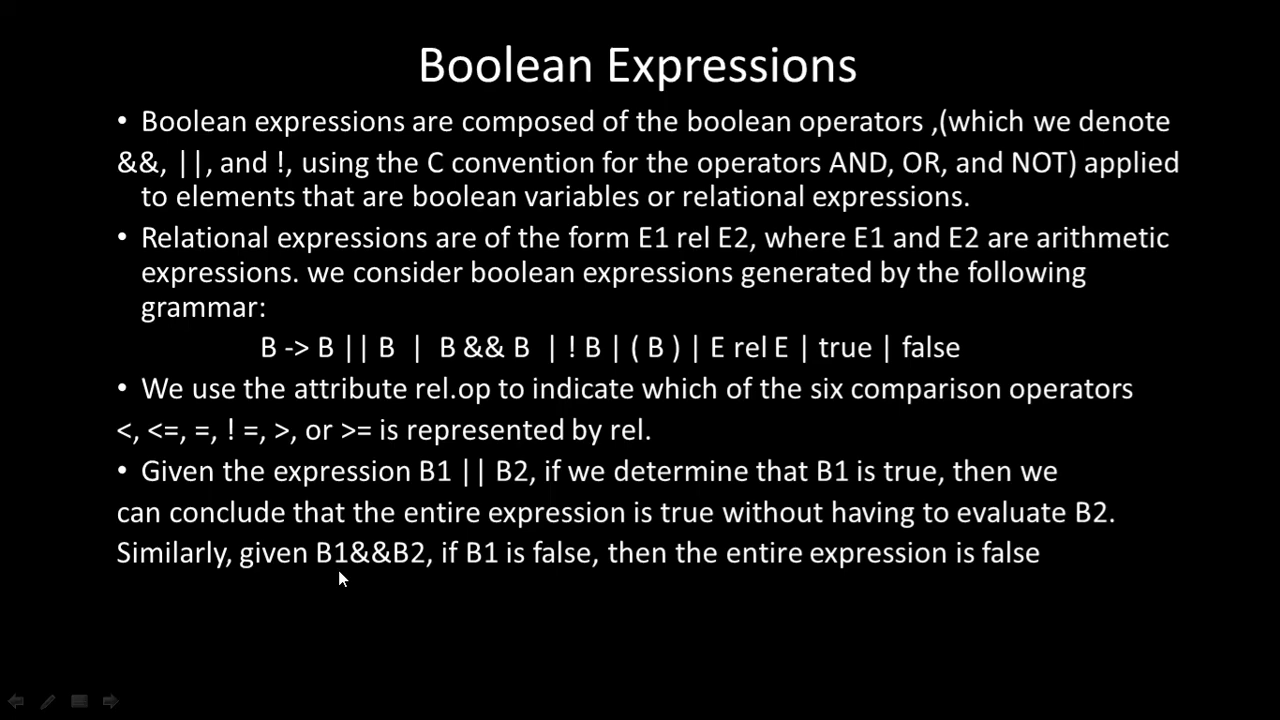 Boolean Expressions
• Boolean expressions are composed of the boolean operators ,(which we denote
&&, ||, and !, using the C convention for the operators AND, OR, and NOT) applied
to elements that are boolean variables or relational expressions.
• Relational expressions are of the form E1 rel E2, where E1 and E2 are arithmetic
expressions. we consider boolean expressions generated by the following
grammar:
B -> B || B | B && B | ! B | ( B ) | E rel E | true | false
• We use the attribute rel.op to indicate which of the six comparison operators
<, <=, =, ! =, >, or >= is represented by rel.
• Given the expression B1 || B2, if we determine that B1 is true, then we
can conclude that the entire expression is true without having to evaluate B2.
Similarly, given B1&&B2, if B1 is false, then the entire expression is false